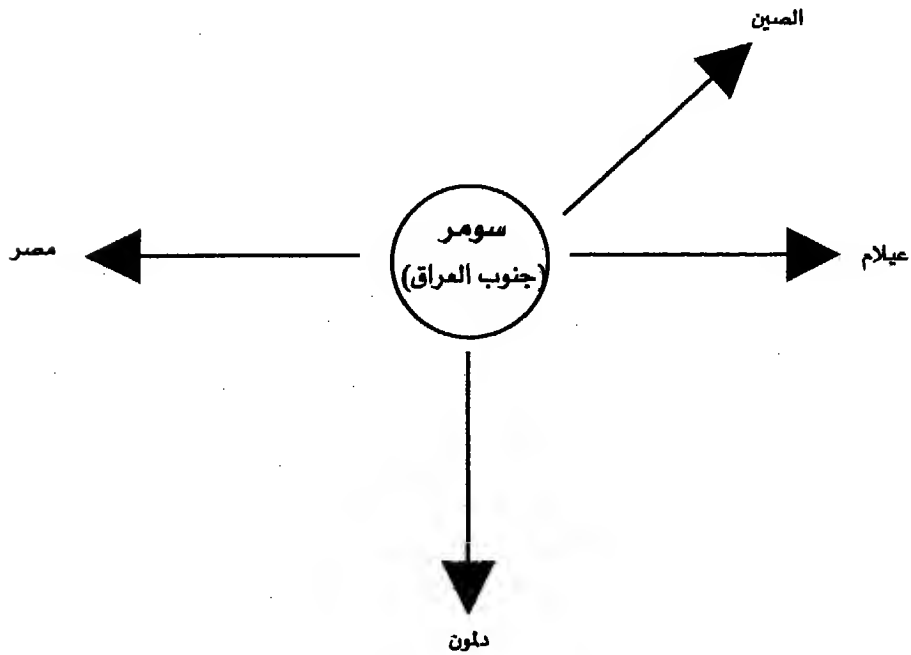 الصين
سومر
(جنوب العراق)
عيلام
مصر
دلمون